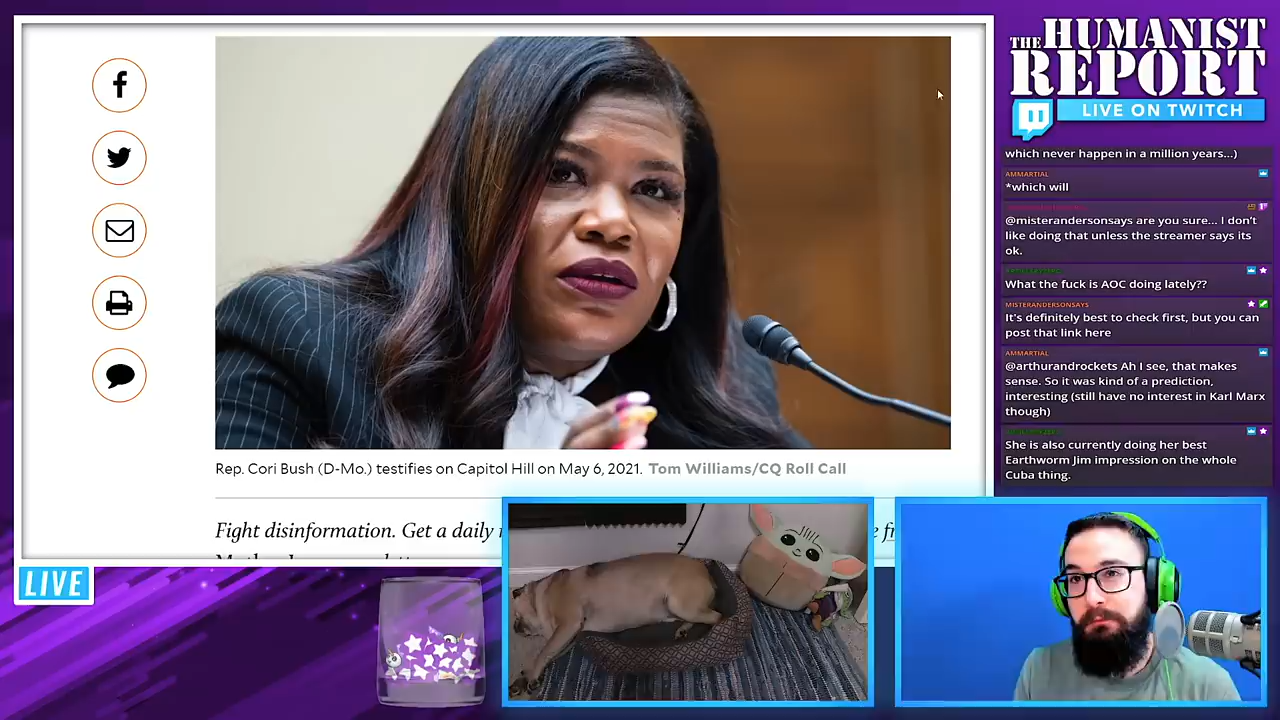 THE HUMANIST
REPORT
LIVE ON TWITCH
which never happen in a million years...)
AMMARTIAL
*which will
@misterandersonsays are you sure... I don't
like doing that unless the streamer says its
ok.
What the fuck is AOC doing lately??
MISTERANDERSONSAYS
It's definitely best to check first, but you can
post that link here
AMMARTIAL
@arthurandrockets Ah I see, that makes
sense. So it was kind of a prediction,
interesting (still have no interest in Karl Marx
though)
She is also currently doing her best
Earthworm Jim impression on the whole
Cuba thing.
Rep. Cori Bush (D-Mo.) testifies on Capitol Hill on May 6, 2021. Tom Williams/CQ Roll Call
Fight disinformation. Get a daily
LIVE